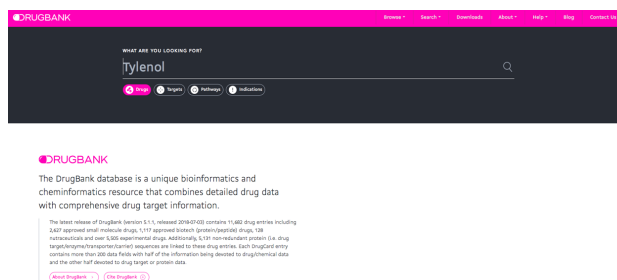 DRUGBANK
Browse Search Downloads About Help Blog Contact Us
WHAT ARE YOU LOOKING FOR?
Tylenol
Drugs Targets Pathways Indications
DRUGBANK
The DrugBank database is a unique bioinformatics and
cheminformatics resource that combines detailed drug data
with comprehensive drug target information.
The latest release of DrugBank (version 5.1.1, released 2018-07-03) contains 11,682 drug entries including
2,627 approved small molecule drugs, 1,117 approved biotech (protein/peptide) drugs, 128
nutraceuticals and over 5,505 experimental drugs. Additionally, 5,131 non-redundant protein (i.e. drug
target/enzyme/transporter/carrier) sequences are linked to these drug entries. Each DrugCard entry
contains more than 200 data fields with half of the information being devoted to drug/chemical data
and the other half devoted to drug target or protein data.
About DrugBank Cite DrugBank